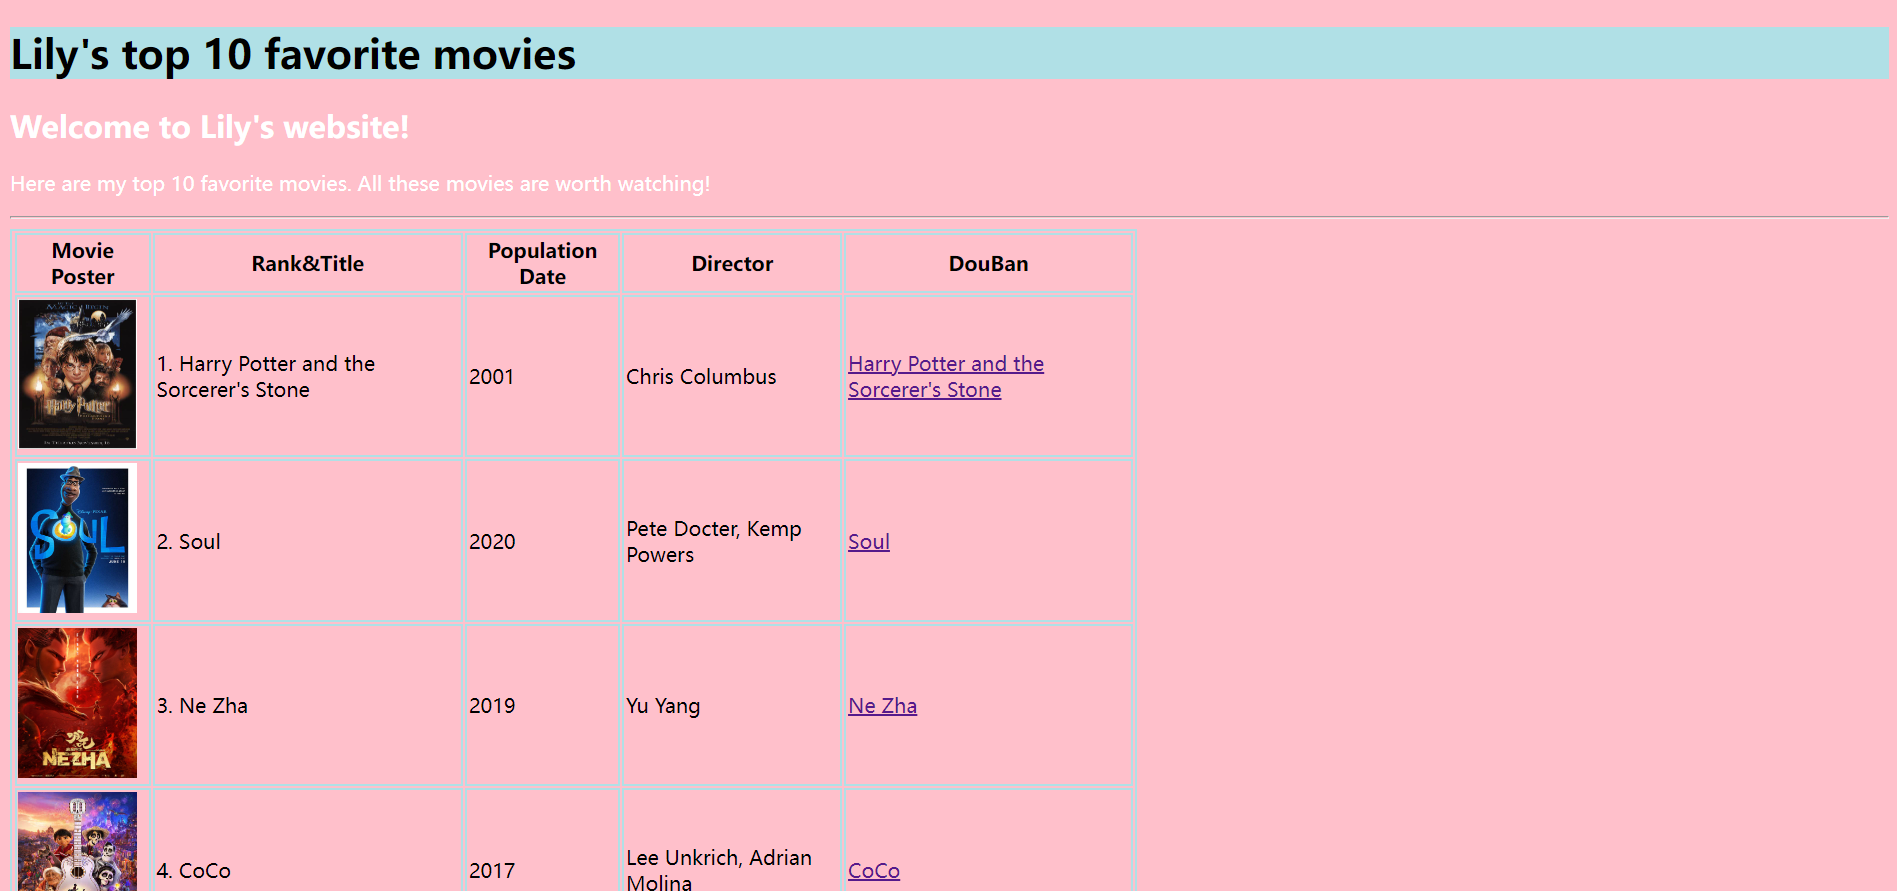 Lily's top 10 favorite movies
Welcome to Lily's website!
Here are my top 10 favorite movies. All these movies are worth watching!
Movie
Poster
Rank&Title
Population
Date
Director
DouBan
Harry Potter
1. Harry Potter and the
Sorcerer's Stone
2001
Chris Columbus
Harry Potter and the
Sorcerer's Stone
SOUL
2. Soul
2020
Pete Docter, Kemp
Powers
Soul
NEZHA
3. Ne Zha
2019
Yu Yang
Ne Zha
4. CoCo
2017
Lee Unkrich, Adrian
Molina
CoCo